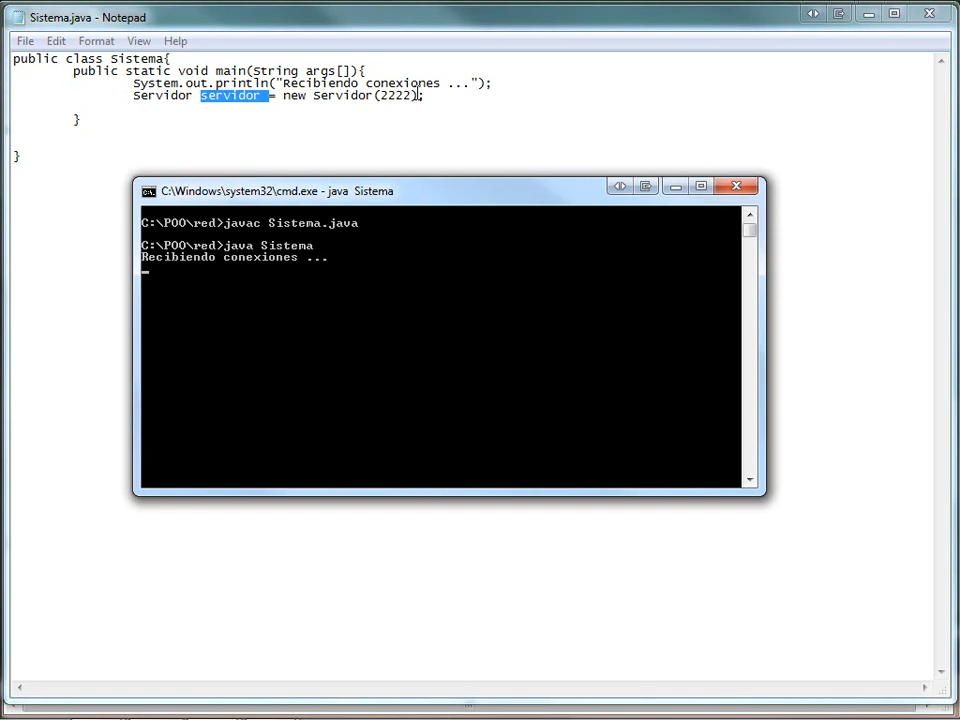 Sistema.java - Notepad
File Edit Format View Help
public class Sistema{
public static void main(String args[]){
System.out.println("Recibiendo conexiones ...");
Servidor servidor = new Servidor(2222);
}
}
C:\Windows\system32\cmd.exe - java Sistema
C:\POO\red>javac Sistema.java
C:\POO\red>java Sistema
Recibiendo conexiones ...